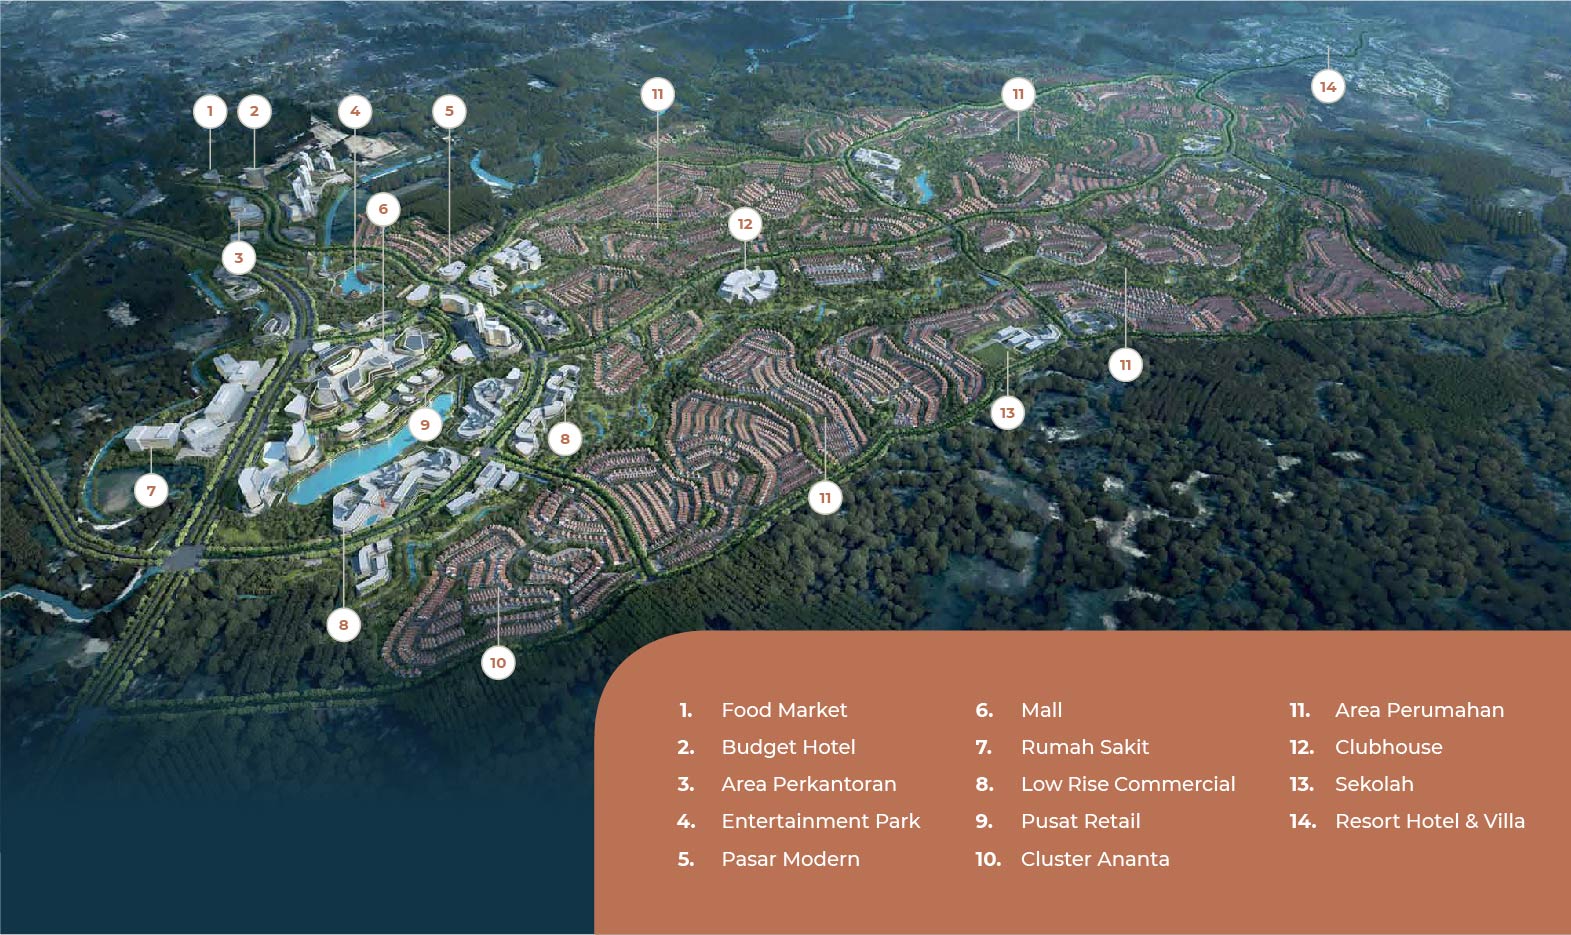 1
2
4
5
11
11
14
6
12
3
11
13
9
8
7
11
8
10
1. Food Market
2. Budget Hotel
3. Area Perkantoran
4. Entertainment Park
5. Pasar Modern
6. Mall
7. Rumah Sakit
8. Low Rise Commercial
9. Pusat Retail
10. Cluster Ananta
11. Area Perumahan
12. Clubhouse
13. Sekolah
14. Resort Hotel & Villa